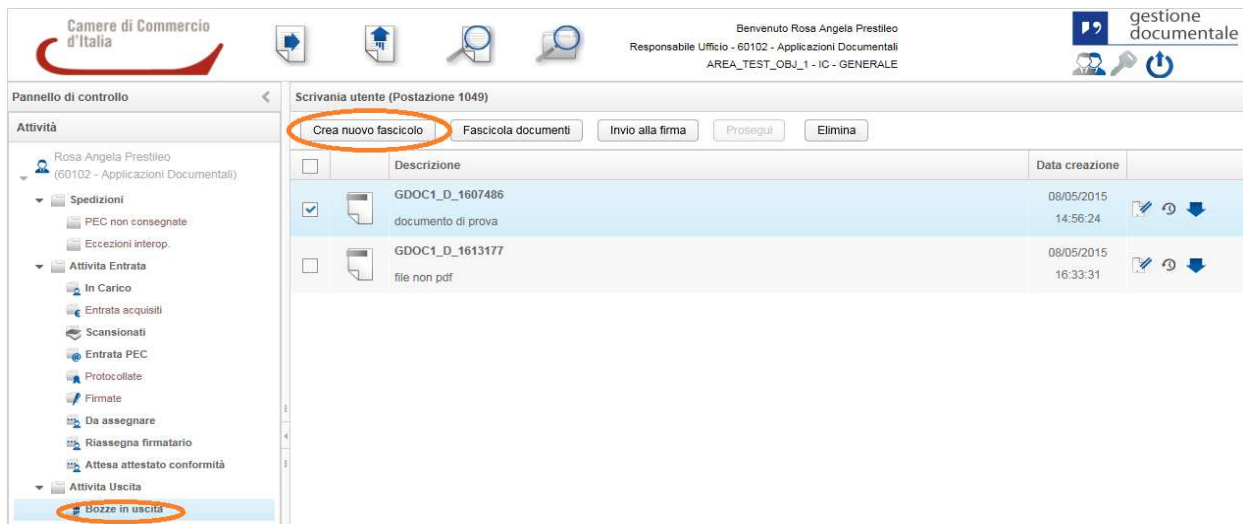 Camere di Commercio
d'Italia
Benvenuto Rosa Angela Prestileo
Responsabile Ufficio - 60102 - Applicazioni Documentali
AREA_TEST_OBJ_1 - IC - GENERALE
gestione
documentale
Pannello di controllo
Scrivania utente (Postazione 1049)
Attività
Crea nuovo fascicolo Fascicola documenti Invio alla firma Prosegui Elimina
Rosa Angela Prestileo
(60102 - Applicazioni Documentali)
Descrizione Data creazione
Spedizioni
PEC non consegnate
Eccezioni interop.
Attivita Entrata
In Carico
Entrata acquisiti
Scansionati
Entrata PEC
Protocollate
Firmate
Da assegnare
Riassegna firmatario
Attesa attestato conformità
Attivita Uscita
Bozze in uscita
GDOC1_D_1607486
documento di prova
08/05/2015
14:56:24
GDOC1_D_1613177
file non pdf
08/05/2015
16:33:31